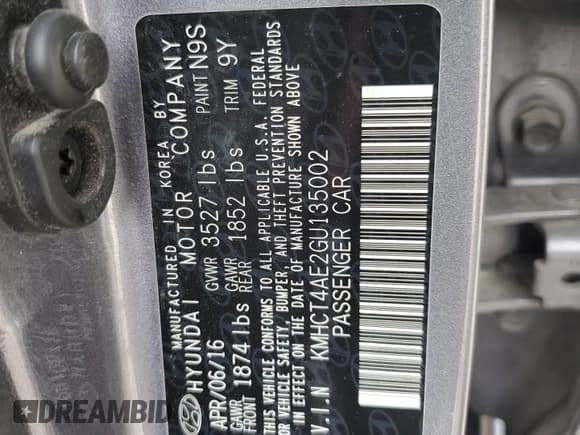 MANUFACTURED IN KOREA BY
HYUNDAI MOTOR COMPANY
APR/06/16 GVWR 3527 lbs PAINT N9S
GAWR FRONT 1874 lbs GAWR REAR 1852 lbs TRIM 9Y
THIS VEHICLE CONFORMS TO ALL APPLICABLE U.S.A. FEDERAL
MOTOR VEHICLE SAFETY, BUMPER, AND THEFT PREVENTION STANDARDS
IN EFFECT ON THE DATE OF MANUFACTURE SHOWN ABOVE
V.I.N KMHCT4AE2GU135002
PASSENGER CAR
DREAMBID